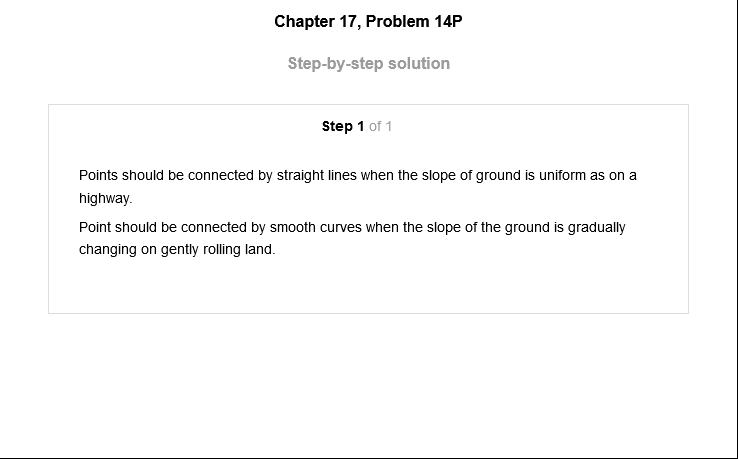 Chapter 17, Problem 14P
Step-by-step solution
Step 1 of 1
Points should be connected by straight lines when the slope of ground is uniform as on a
highway.
Point should be connected by smooth curves when the slope of the ground is gradually
changing on gently rolling land.